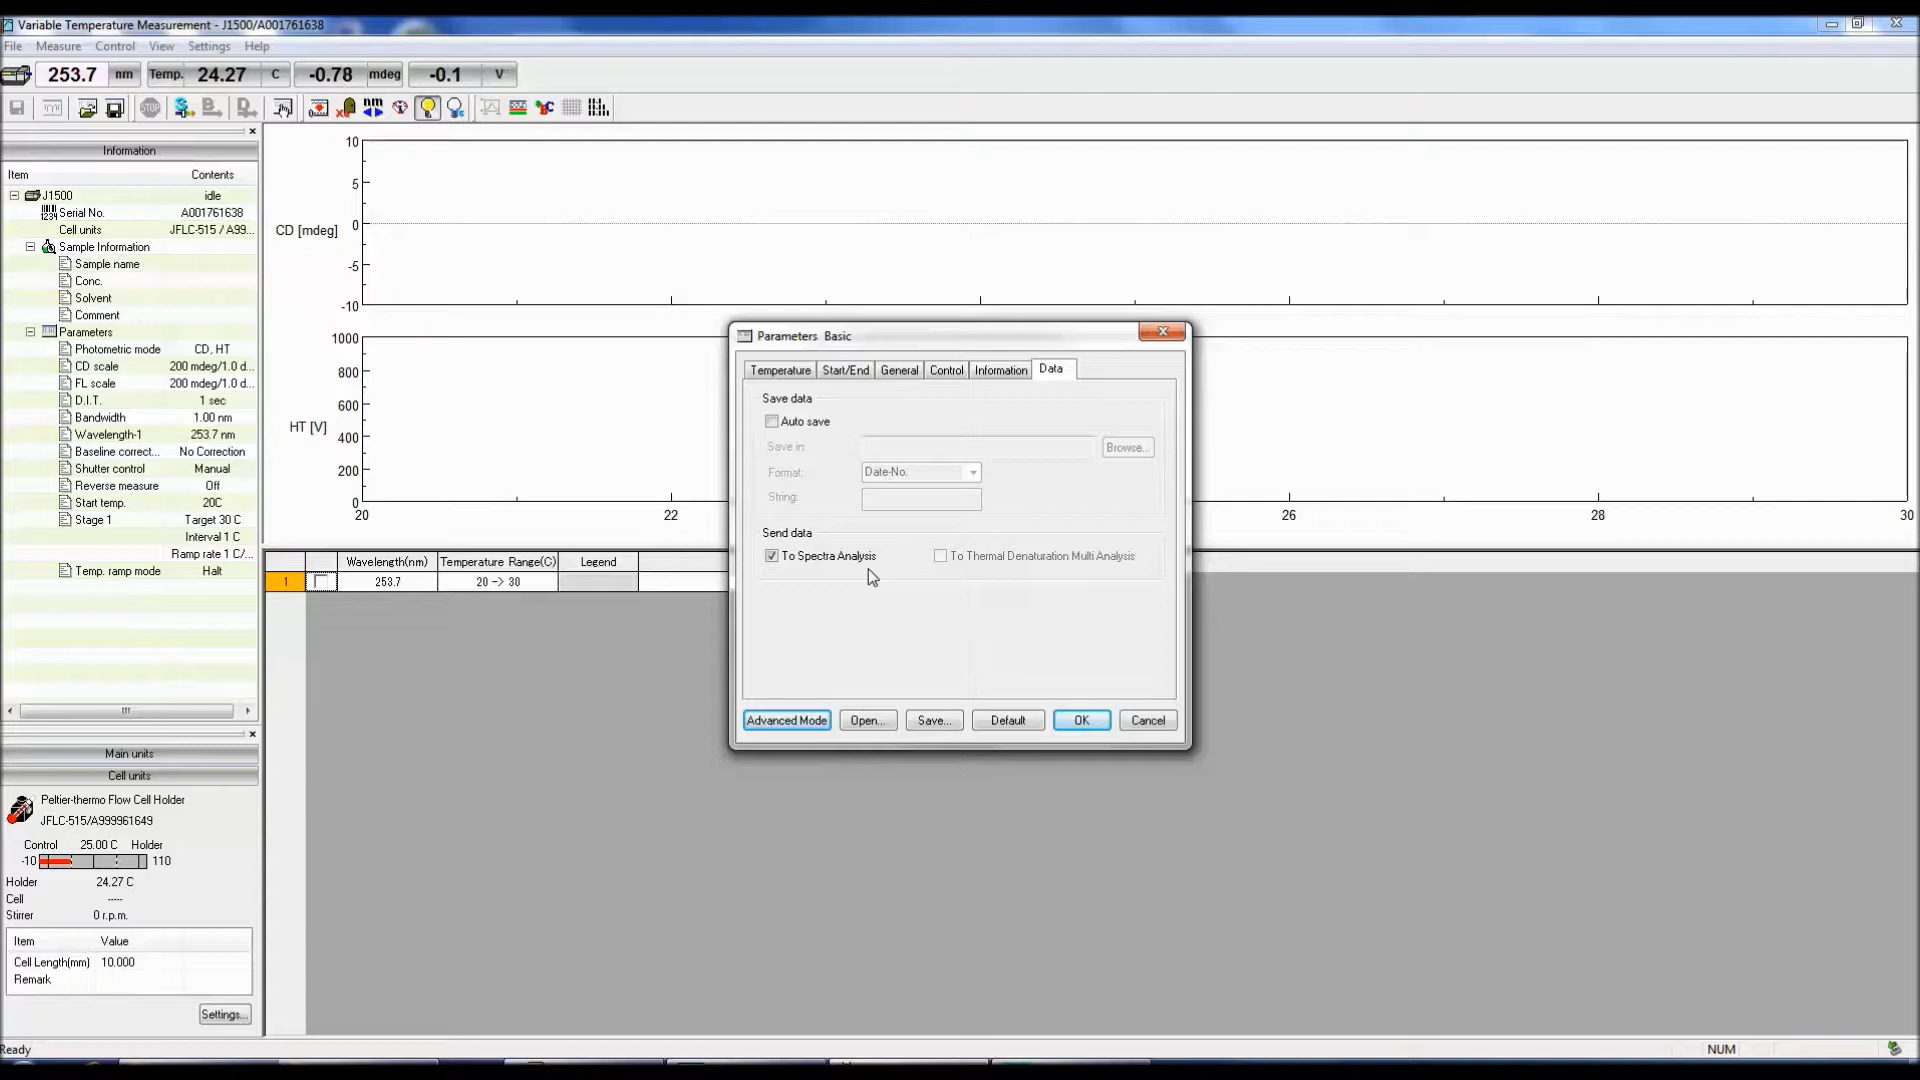 Variable Temperature Measurement - J1500/A001761638
File Measure Control View Settings Help
253.7 nm Temp. 24.27 C -0.78 mdeg -0.1 V
Information
Item Contents
J1500 idle
Serial No. A001761638
Cell units JFLC-515 / A99...
Sample Information
Sample name
Conc.
Solvent
Comment
Parameters
Photometric mode CD, HT
CD scale 200 mdeg/1.0 d...
FL scale 200 mdeg/1.0 d...
D.I.T. 1 sec
Bandwidth 1.00 nm
Wavelength-1 253.7 nm
Baseline correct... No Correction
Shutter control Manual
Reverse measure Off
Start temp. 20C
Stage 1 Target 30 C
Interval 1 C
Ramp rate 1 C/...
Temp. ramp mode Halt
Main units
Cell units
Peltier-thermo Flow Cell Holder
JFLC-515/A999961649
Control 25.00 C Holder
-10 110
Holder 24.27 C
Cell -----
Stirrer 0 r.p.m.
Item Value
Cell Length(mm) 10.000
Remark
Settings...
10
5
CD [mdeg] 0
-5
-10
1000
800
600
HT [V] 400
200
0
20 22 26 28 30
Wavelength(nm) Temperature Range(C) Legend
1 253.7 20 -> 30
Parameters Basic
Temperature Start/End General Control Information Data
Save data
Auto save
Save in: Browse...
Format: Date-No.
String:
Send data
To Spectra Analysis To Thermal Denaturation Multi Analysis
Advanced Mode Open... Save... Default OK Cancel
Ready NUM